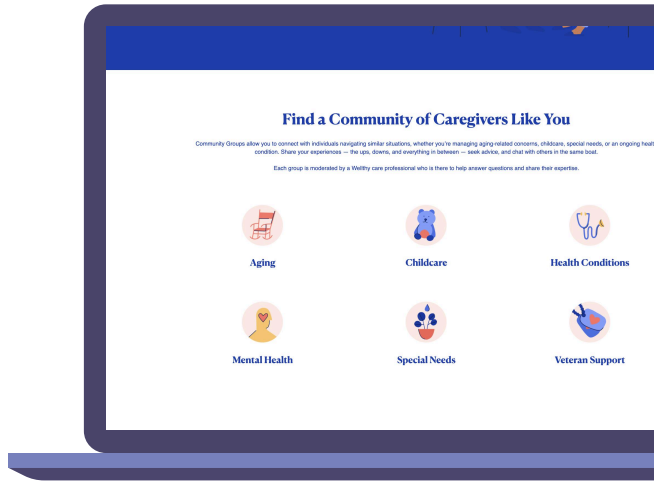 Find a Community of Caregivers Like You
Community Groups allow you to connect with individuals navigating similar situations, whether you're managing aging-related concerns, childcare, special needs, or an ongoing healt
condition. Share your experiences — the ups, downs, and everything in between — seek advice, and chat with others in the same boat.
Each group is moderated by a Wellthy care professional who is there to help answer questions and share their expertise.
Aging
Childcare
Health Conditions
Mental Health
Special Needs
Veteran Support